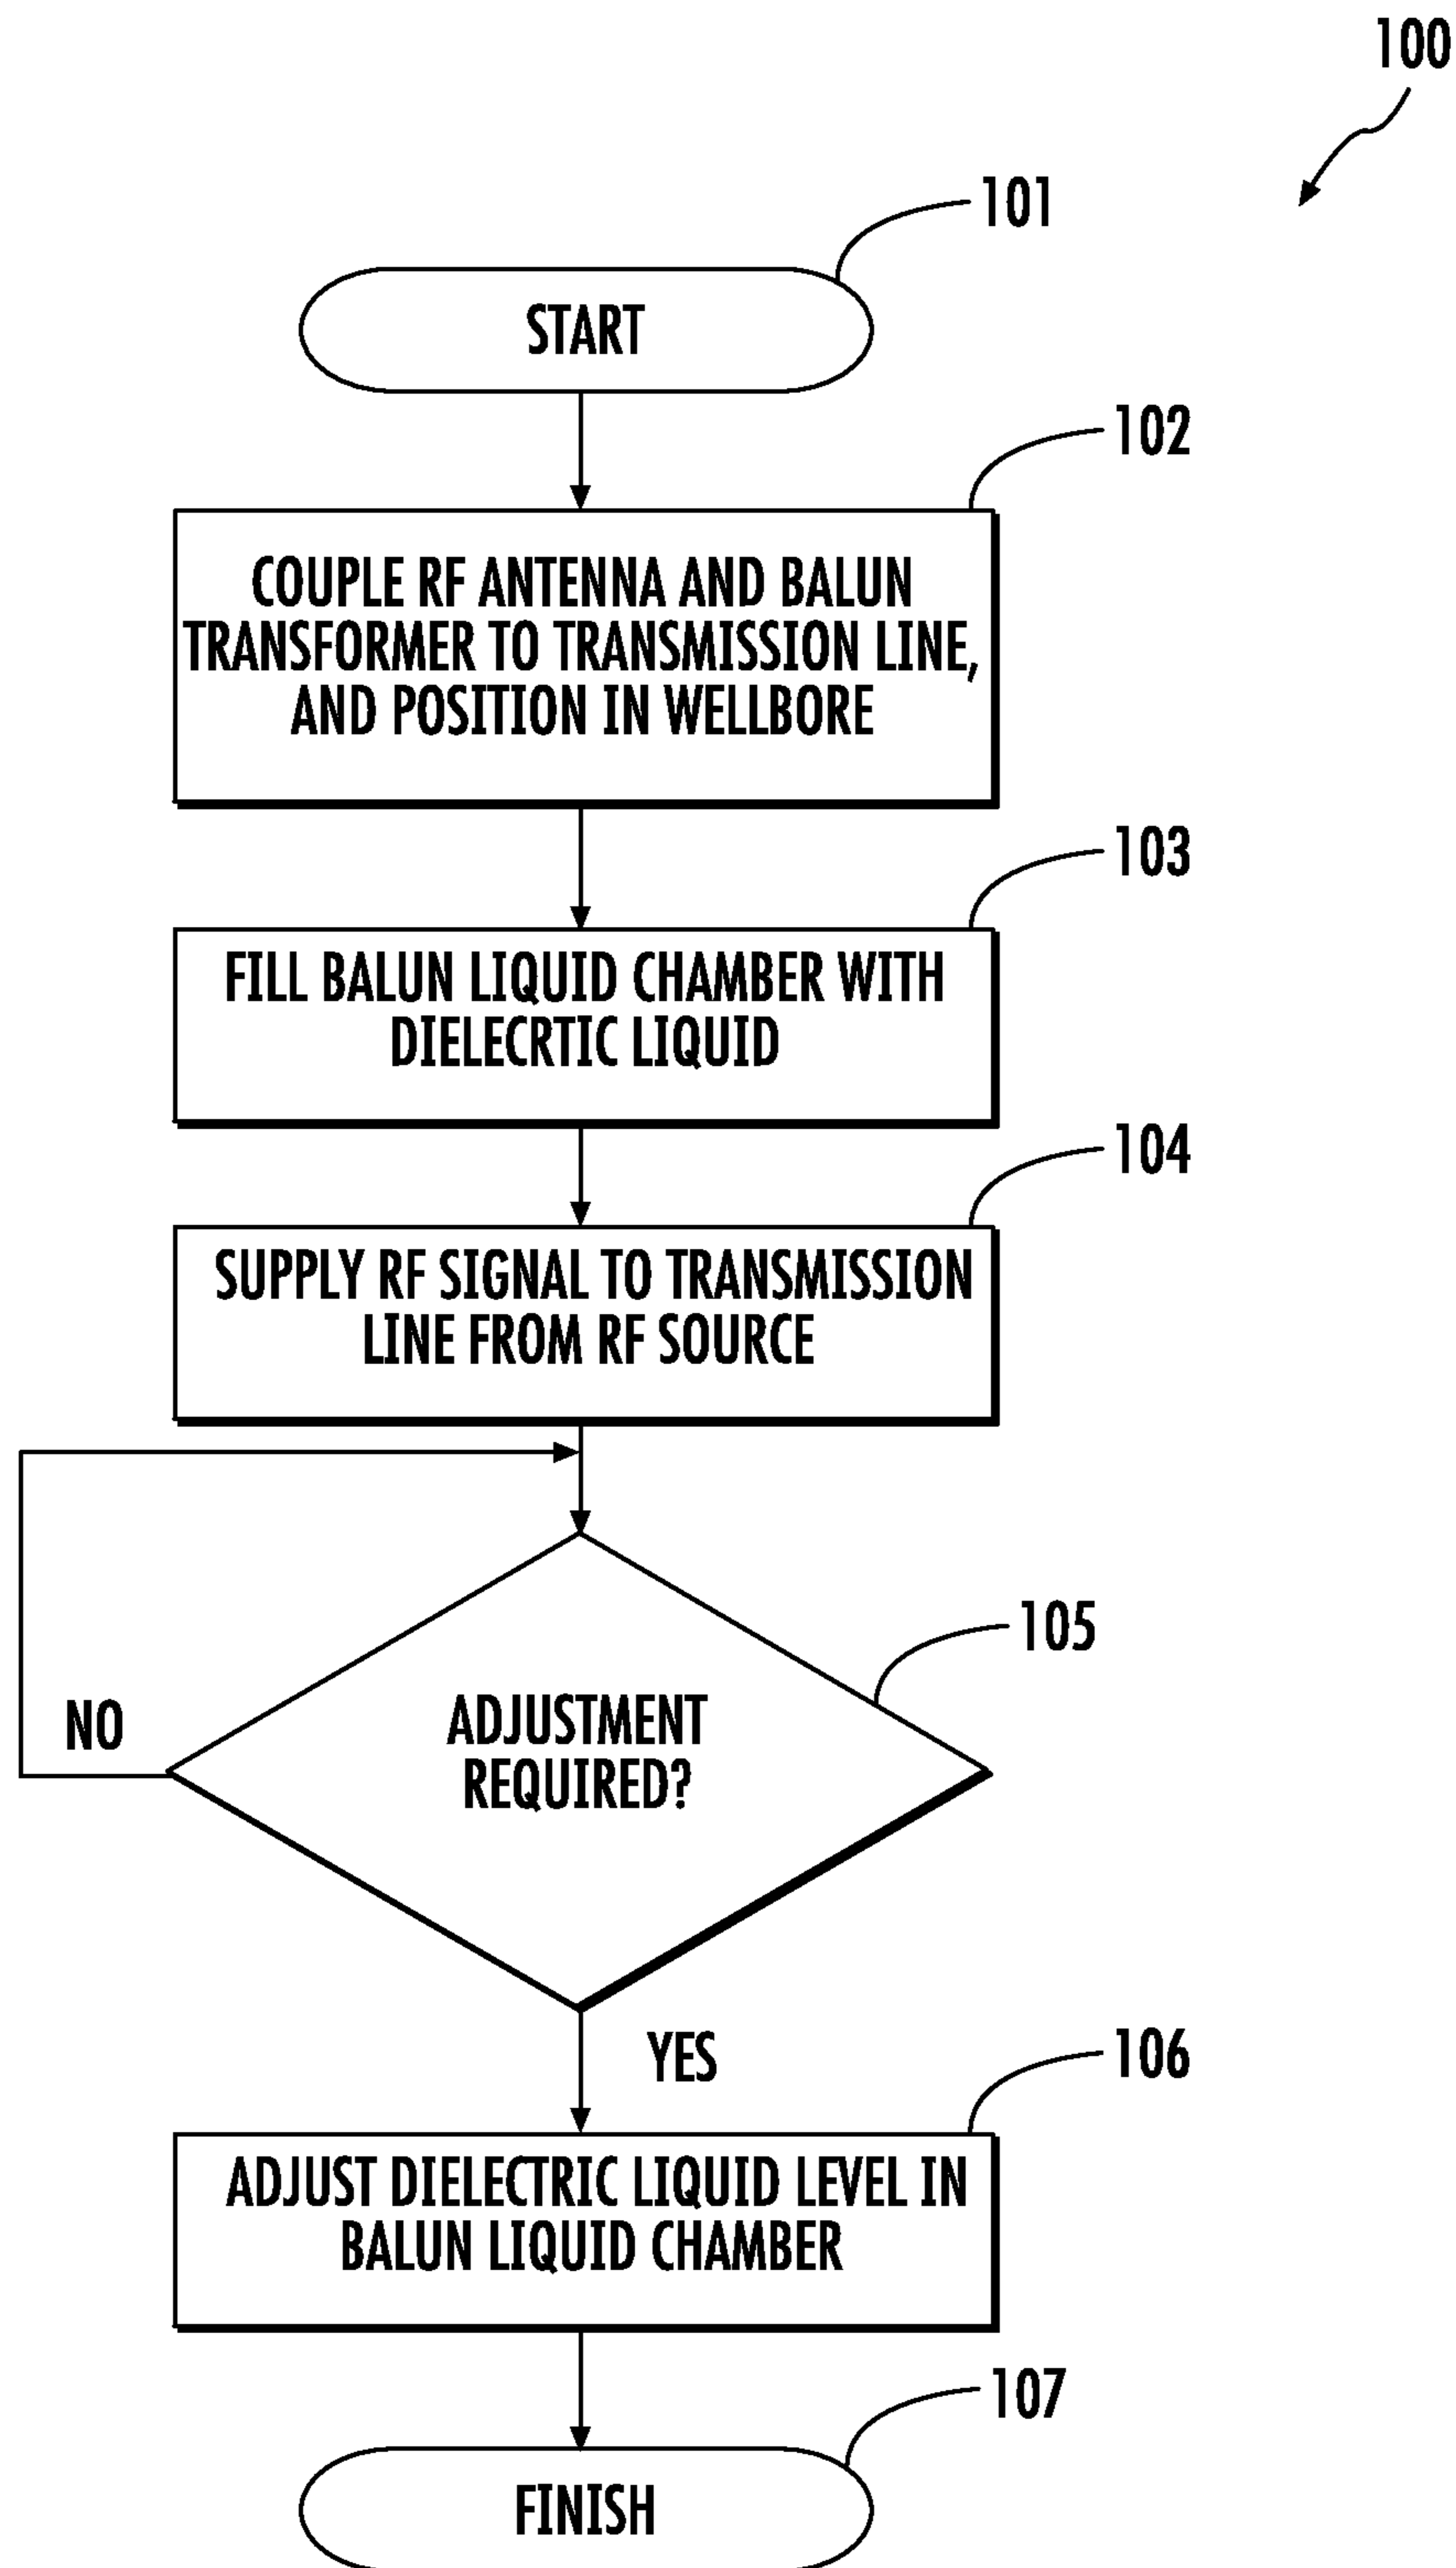 100
101
START
102
COUPLE RF ANTENNA AND BALUN
TRANSFORMER TO TRANSMISSION LINE,
AND POSITION IN WELLBORE
103
FILL BALUN LIQUID CHAMBER WITH
DIELECRTIC LIQUID
104
SUPPLY RF SIGNAL TO TRANSMISSION
LINE FROM RF SOURCE
105
NO
ADJUSTMENT
REQUIRED?
YES
106
ADJUST DIELECTRIC LIQUID LEVEL IN
BALUN LIQUID CHAMBER
107
FINISH